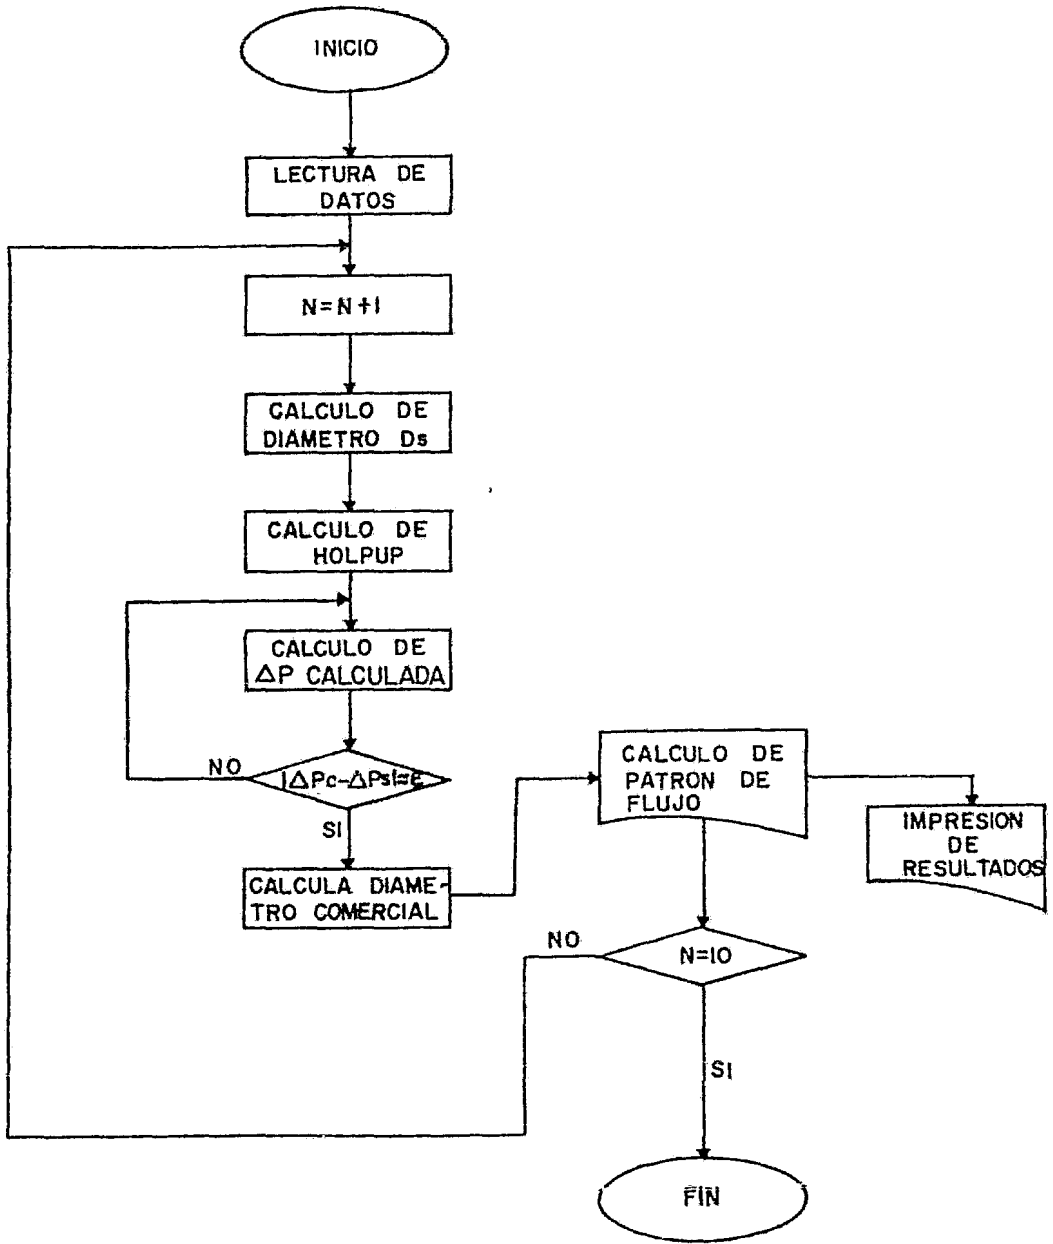 INICIO
LECTURA DE
DATOS
N=N+1
CALCULO DE
DIAMETRO Ds
CALCULO DE
HOLPUP
CALCULO DE
ΔP CALCULADA
NO
|ΔPc-ΔPs|=E
SI
CALCULA DIAME-
TRO COMERCIAL
CALCULO DE
PATRON DE
FLUJO
IMPRESION
DE
RESULTADOS
NO
N=10
SI
FIN